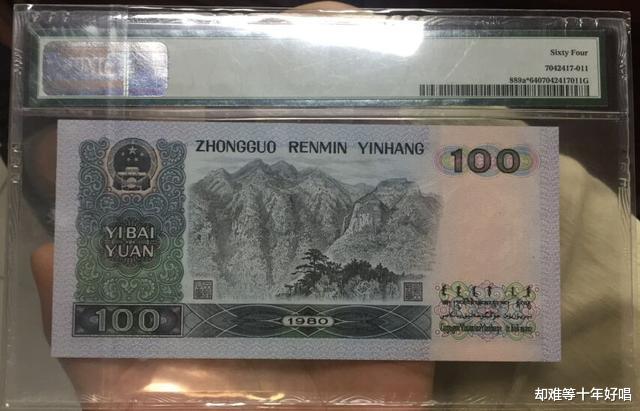 Sixty Four
7042417-011
889a*6407042417011G
ZHONGGUO RENMIN YINHANG
100
YIBAI
YUAN
100
1980
却难等十年好唱